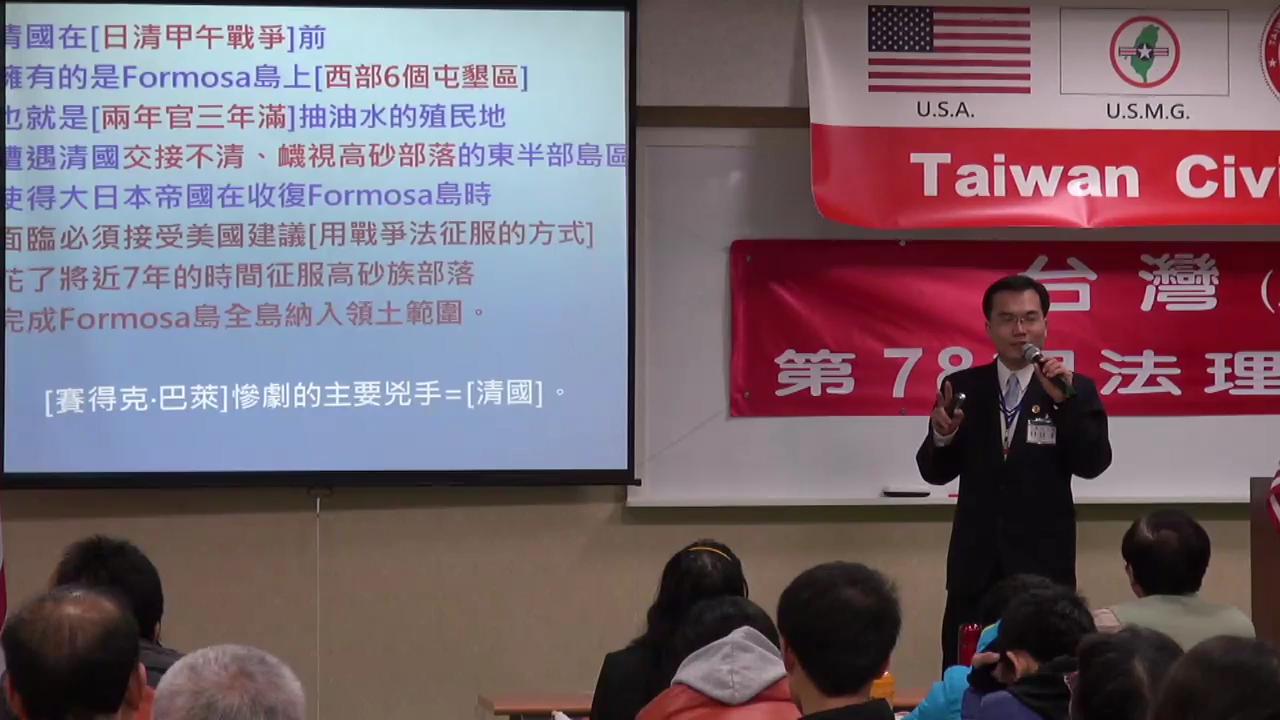 清國在[日清甲午戰爭]前
擁有的是Formosa島上[西部6個屯墾區]
也就是[兩年官三年滿]抽油水的殖民地
遭遇清國交接不清、衊視高砂部落的東半部島區
使得大日本帝國在收復Formosa島時
面臨必須接受美國建議[用戰爭法征服的方式]
花了將近7年的時間征服高砂族部落
完成Formosa島全島納入領土範圍。
[賽得克·巴萊]慘劇的主要兇手=[清國]。
U.S.A.
U.S.M.G.
Taiwan Civi
台灣(
第78 法理